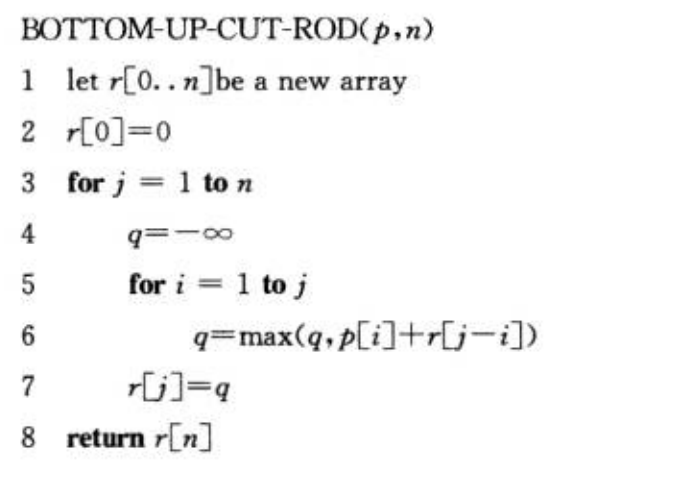 BOTTOM-UP-CUT-ROD(p,n)
1 let r[0..n]be a new array
2 r[0]=0
3 for j = 1 to n
4 q=-∞
5 for i = 1 to j
6 q=max(q,p[i]+r[j-i])
7 r[j]=q
8 return r[n]